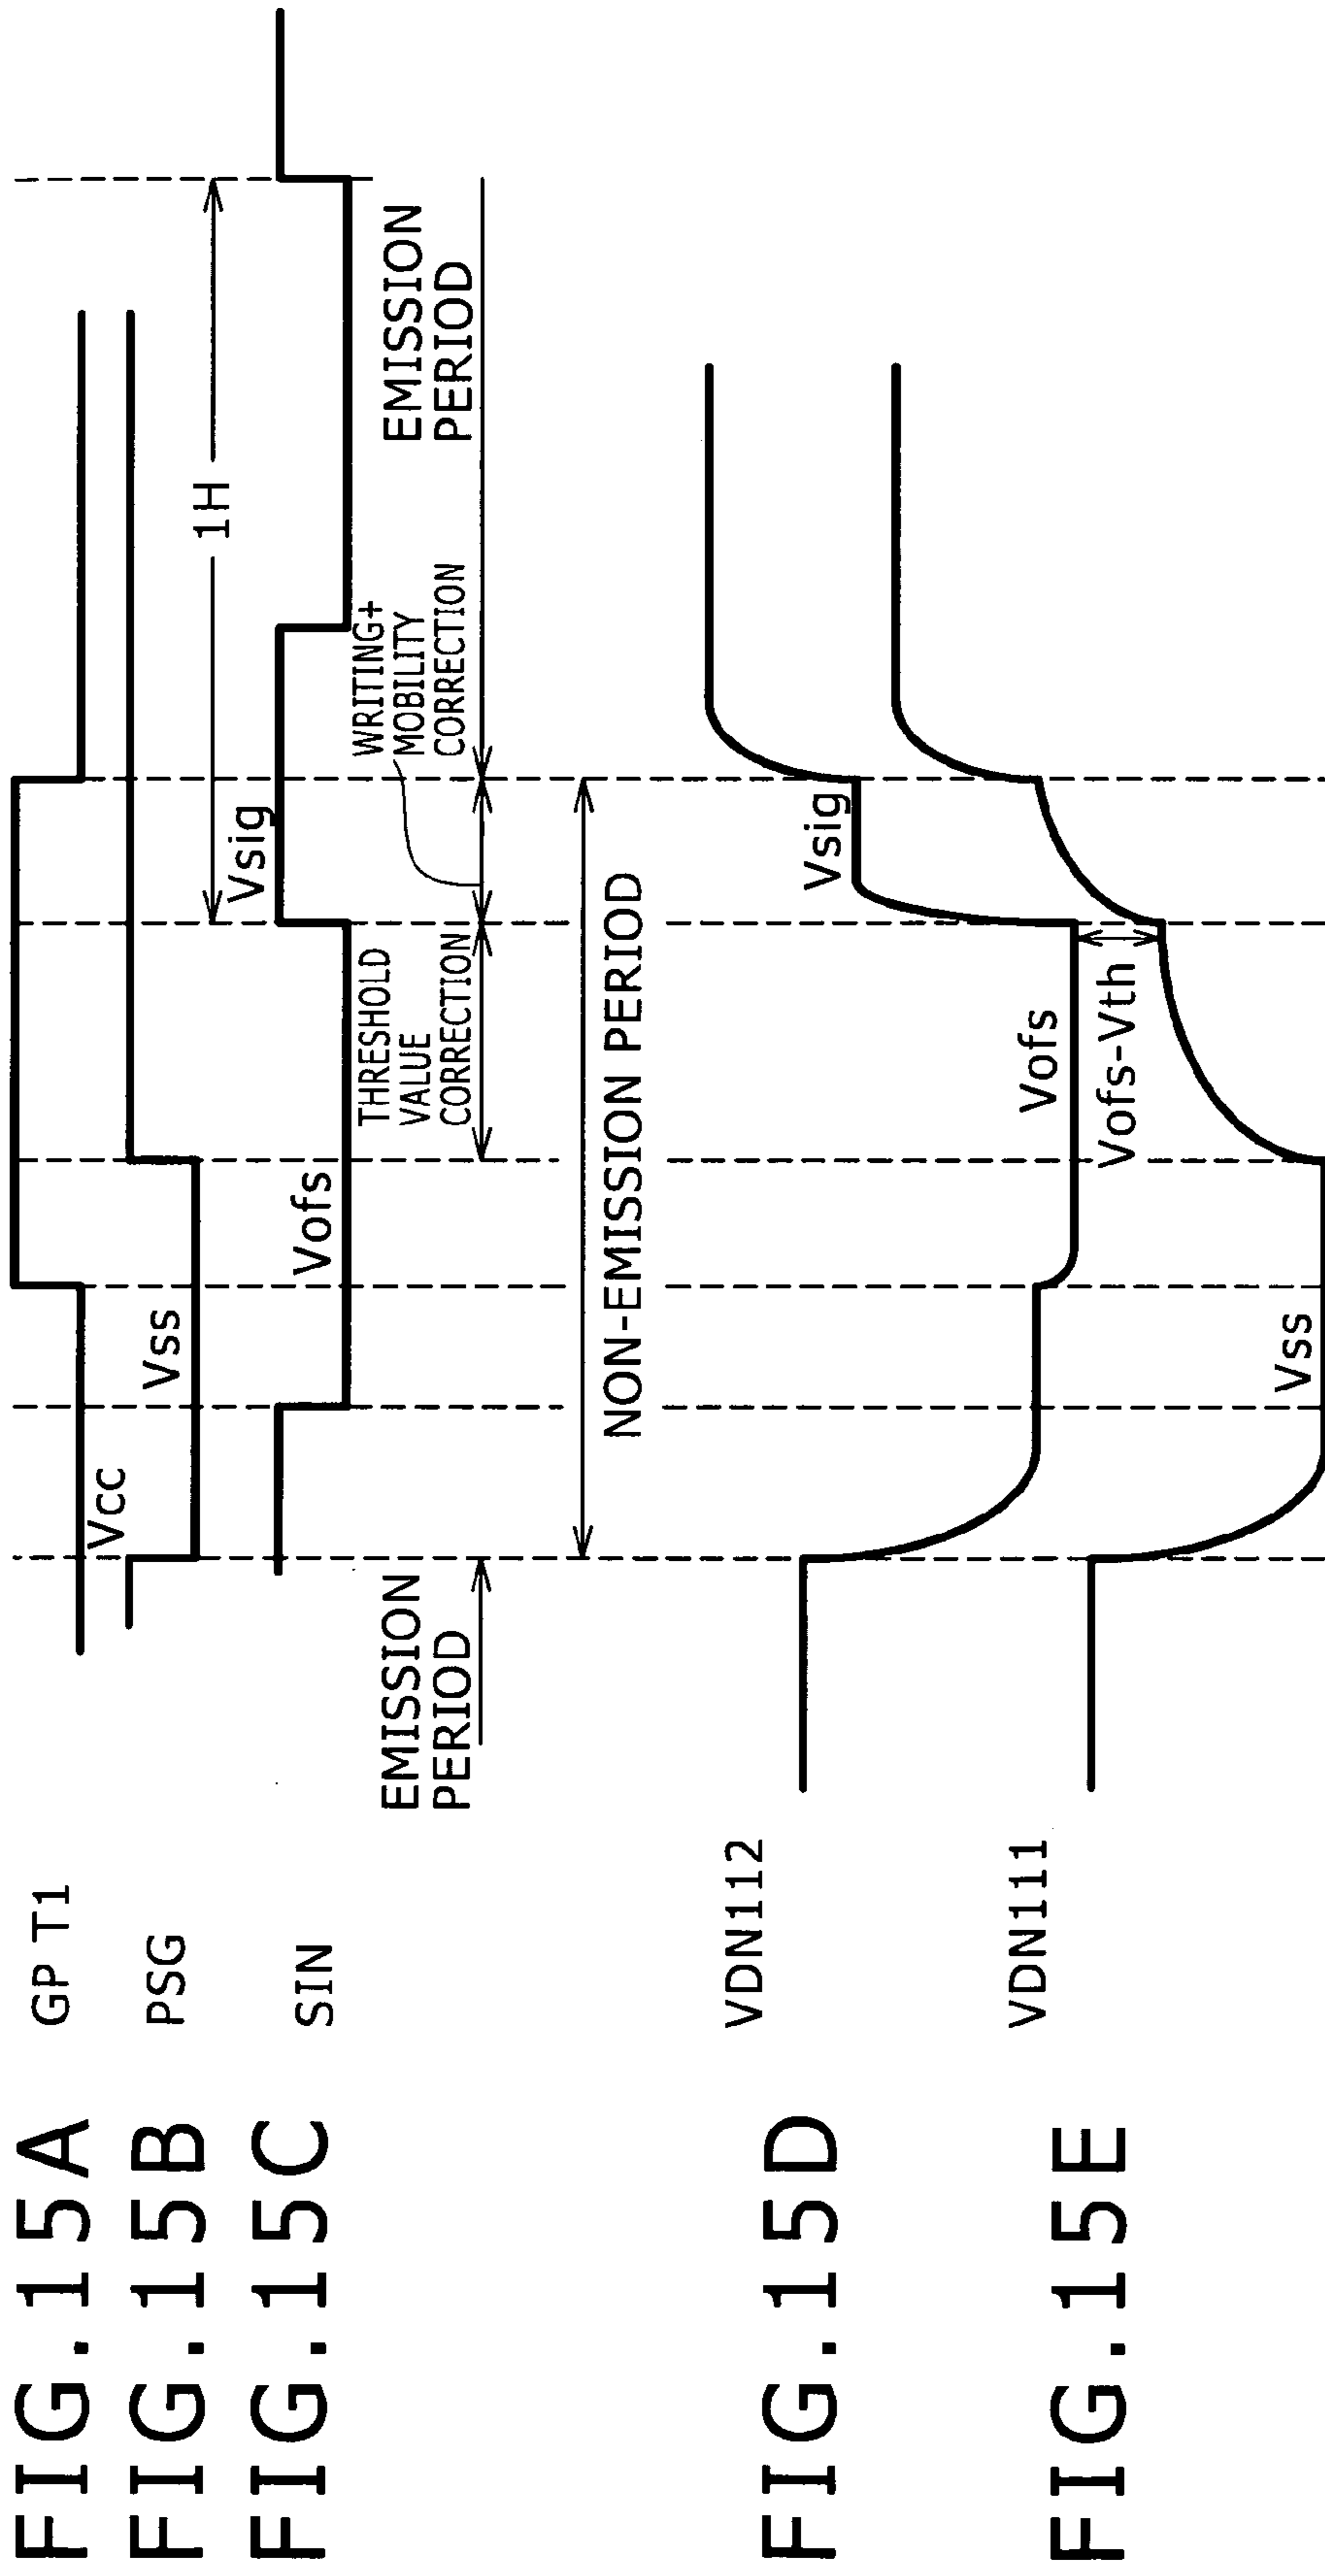 FIG.15A GP T1
Vcc
FIG.15B PSG
Vss
1H
FIG.15C SIN
Vofs
Vsig
EMISSION
PERIOD
THRESHOLD
VALUE
CORRECTION
WRITING+
MOBILITY
CORRECTION
EMISSION
PERIOD
NON-EMISSION PERIOD
FIG.15D VDN112
Vofs
Vsig
FIG.15E VDN111
Vss
Vofs-Vth